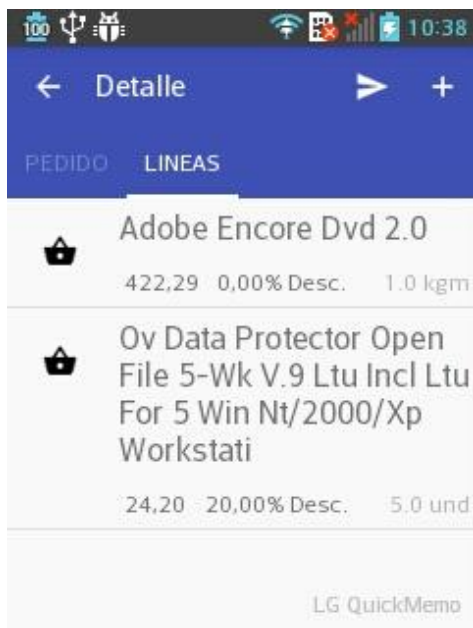 100
10:38
Detalle
PEDIDO
LINEAS
Adobe Encore Dvd 2.0
422,29 0,00% Desc. 1.0 kgm
Ov Data Protector Open
File 5-Wk V.9 Ltu Incl Ltu
For 5 Win Nt/2000/Xp
Workstati
24,20 20,00% Desc. 5.0 und
LG QuickMemo